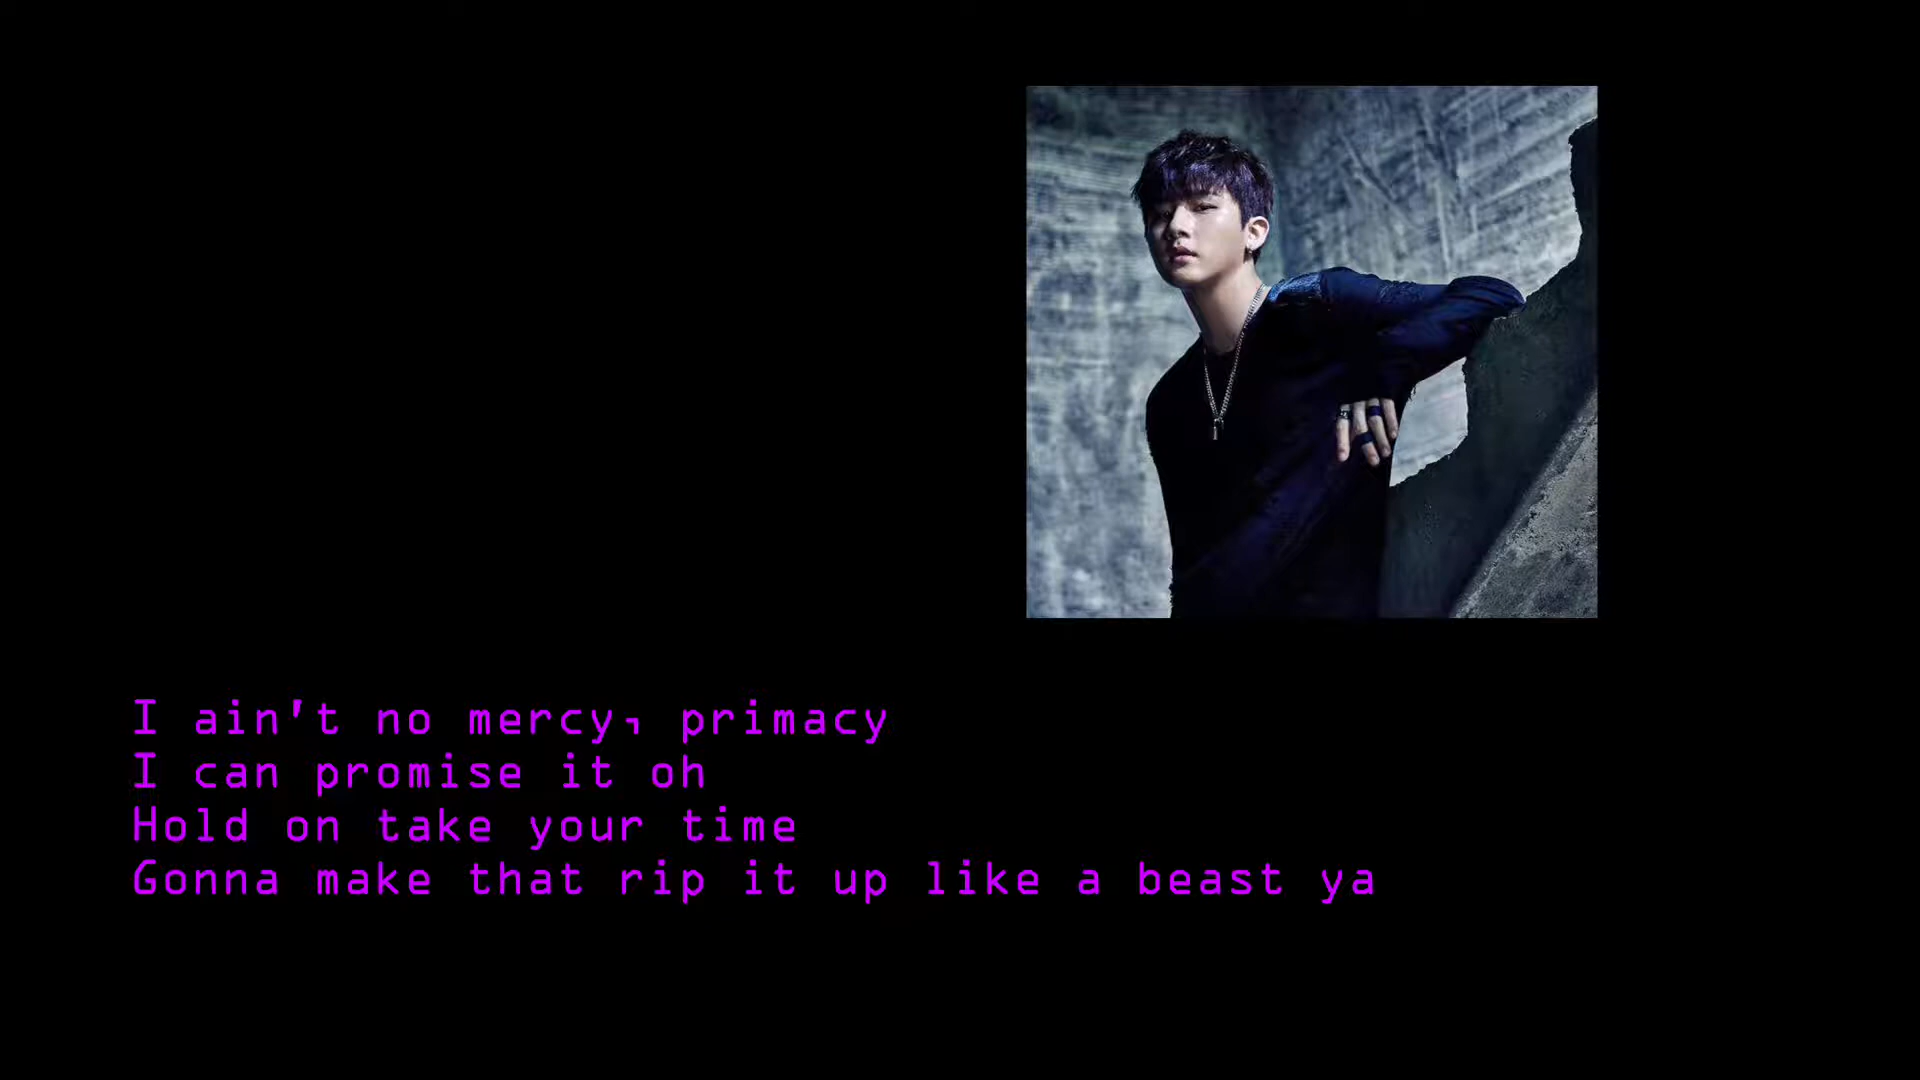 I ain't no mercy, primacy
I can promise it oh
Hold on take your time
Gonna make that rip it up like a beast ya